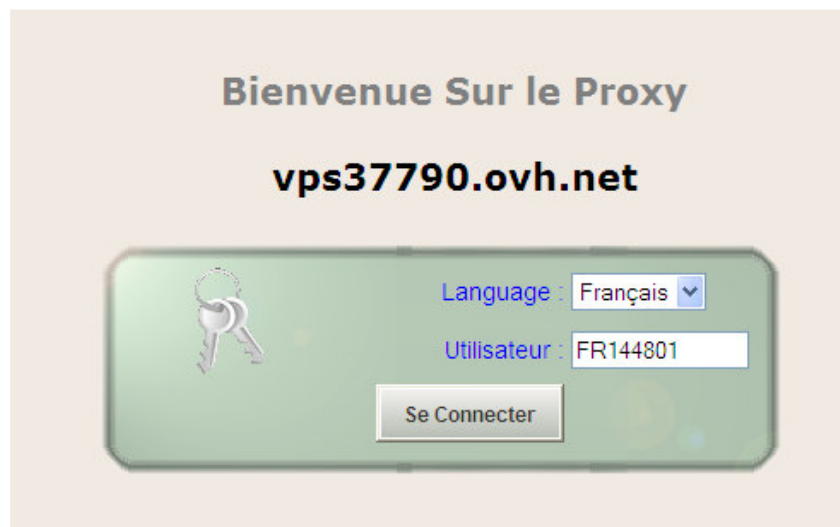 Bienvenue Sur le Proxy
vps37790.ovh.net
Language : Français
Utilisateur : FR144801
Se Connecter